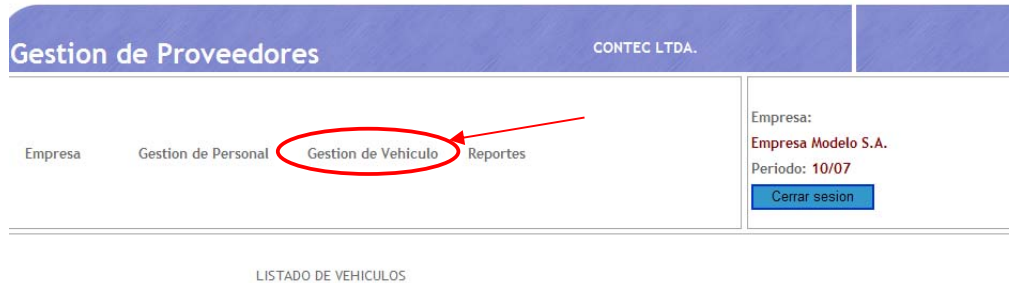 Gestion de Proveedores
CONTEC LTDA.
Empresa
Gestion de Personal
Gestion de Vehiculo
Reportes
Empresa:
Empresa Modelo S.A.
Periodo: 10/07
Cerrar sesion
LISTADO DE VEHICULOS